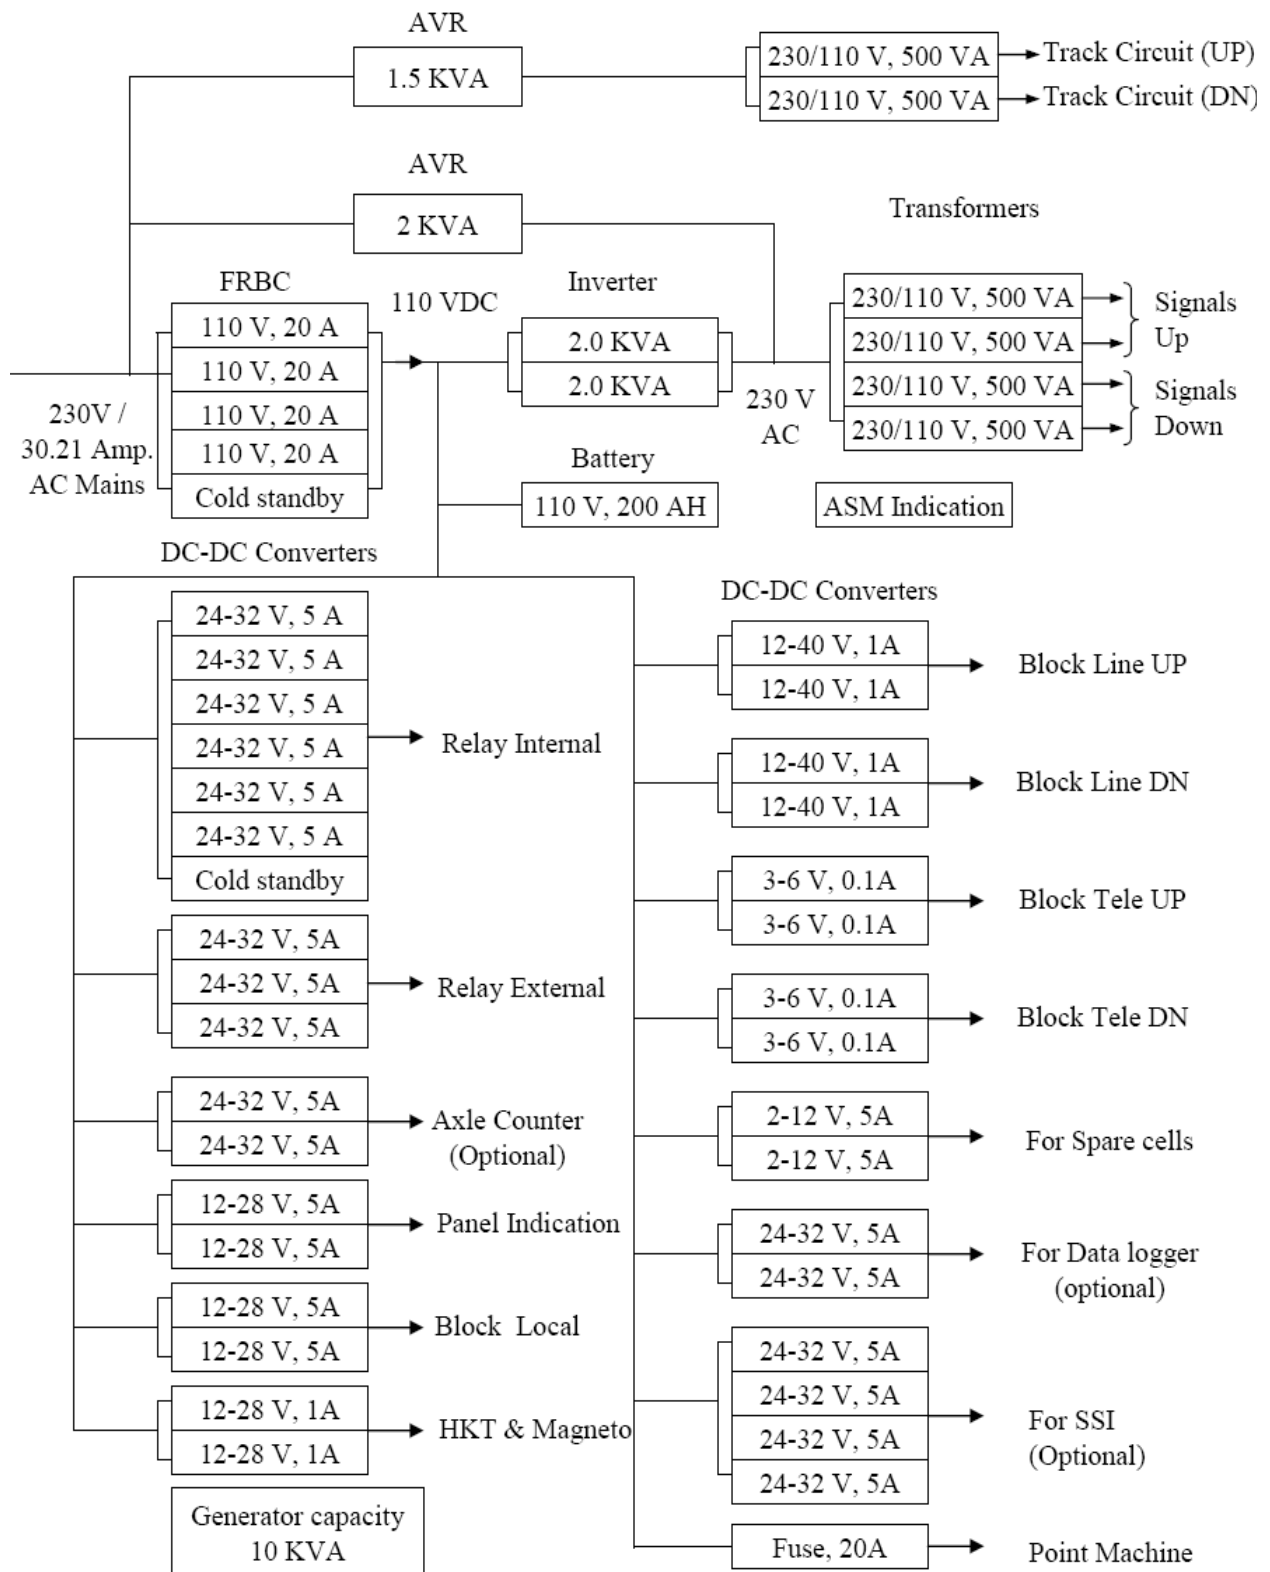 AVR
1.5 KVA
230/110 V, 500 VA
Track Circuit (UP)
230/110 V, 500 VA
Track Circuit (DN)
AVR
2 KVA
Transformers
FRBC
110 VDC
Inverter
110 V, 20 A
110 V, 20 A
110 V, 20 A
110 V, 20 A
Cold standby
230V /
30.21 Amp.
AC Mains
2.0 KVA
2.0 KVA
230 V
AC
230/110 V, 500 VA
230/110 V, 500 VA
230/110 V, 500 VA
230/110 V, 500 VA
Signals
Up
Signals
Down
Battery
110 V, 200 AH
ASM Indication
DC-DC Converters
24-32 V, 5 A
24-32 V, 5 A
24-32 V, 5 A
24-32 V, 5 A
24-32 V, 5 A
24-32 V, 5 A
Cold standby
Relay Internal
24-32 V, 5A
24-32 V, 5A
24-32 V, 5A
Relay External
24-32 V, 5A
24-32 V, 5A
Axle Counter
(Optional)
12-28 V, 5A
12-28 V, 5A
Panel Indication
12-28 V, 5A
12-28 V, 5A
Block Local
12-28 V, 1A
12-28 V, 1A
HKT & Magneto
Generator capacity
10 KVA
DC-DC Converters
12-40 V, 1A
12-40 V, 1A
Block Line UP
12-40 V, 1A
12-40 V, 1A
Block Line DN
3-6 V, 0.1A
3-6 V, 0.1A
Block Tele UP
3-6 V, 0.1A
3-6 V, 0.1A
Block Tele DN
2-12 V, 5A
2-12 V, 5A
For Spare cells
24-32 V, 5A
24-32 V, 5A
For Data logger
(optional)
24-32 V, 5A
24-32 V, 5A
24-32 V, 5A
24-32 V, 5A
For SSI
(Optional)
Fuse, 20A
Point Machine